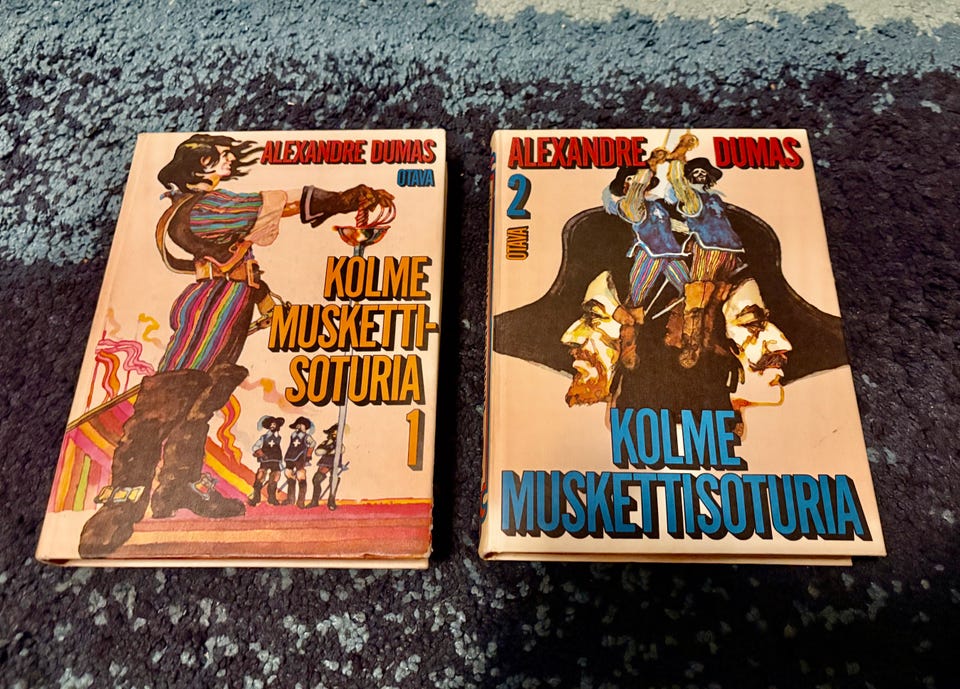 ALEXANDRE DUMAS
OTAVA
KOLME
MUSKETTI-
SOTURIA
1
ALEXANDRE DUMAS
2
OTAVA
KOLME
MUSKETTISOTURIA